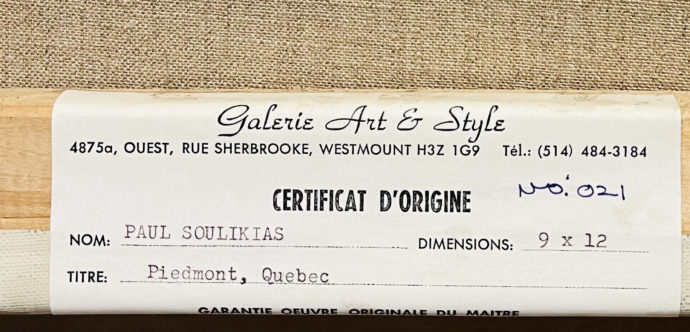 Galerie Art & Style
4875a, OUEST, RUE SHERBROOKE, WESTMOUNT H3Z 1G9 Tél.: (514) 484-3184
CERTIFICAT D'ORIGINE No: 021
NOM: PAUL SOULIKIAS DIMENSIONS: 9 x 12
TITRE: Piedmont, Quebec
GARANTIE OEUVRE ORIGINALE DU MAITRE